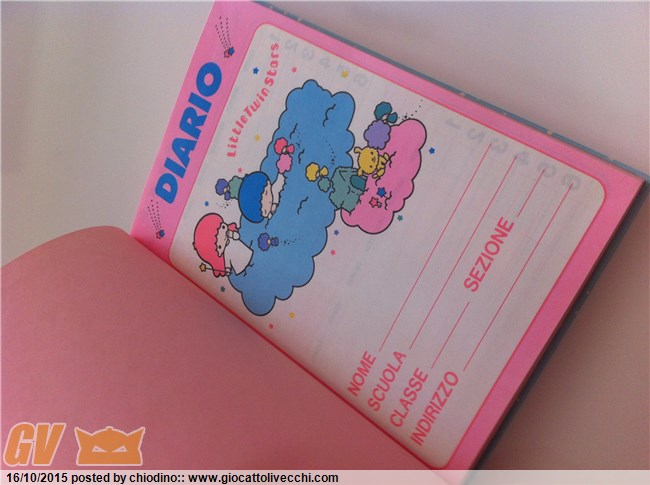 DIARIO
LittleTwinStars
NOME
SCUOLA
CLASSE SEZIONE
INDIRIZZO
GV
16/10/2015 posted by chiodino:: www.giocattolivecchi.com